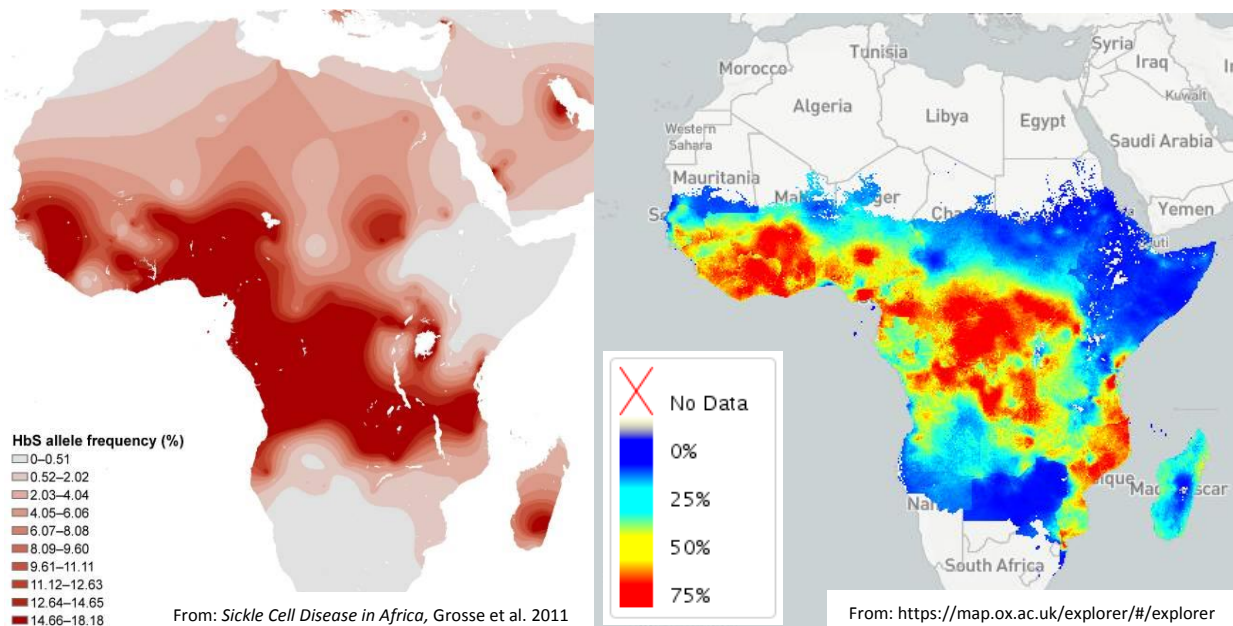 HbS allele frequency (%)
0–0.51
0.52–2.02
2.03–4.04
4.05–6.06
6.07–8.08
8.09–9.60
9.61–11.11
11.12–12.63
12.64–14.65
14.66–18.18
From: Sickle Cell Disease in Africa, Grosse et al. 2011
Morocco
Tunisia
Syria
Iraq
Algeria
Libya
Egypt
Kuwait
Western
Sahara
Saudi Arabia
Mauritania
Yemen
No Data
0%
25%
50%
75%
South Africa
From: https://map.ox.ac.uk/explorer/#/explorer